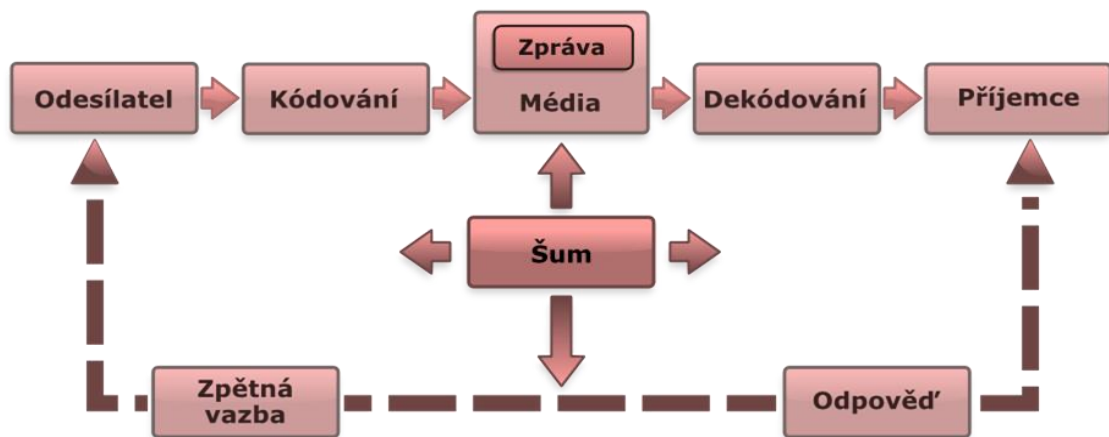 Zpráva
Odesílatel
Kódování
Média
Dekódování
Příjemce
Šum
Zpětná
vazba
Odpověď